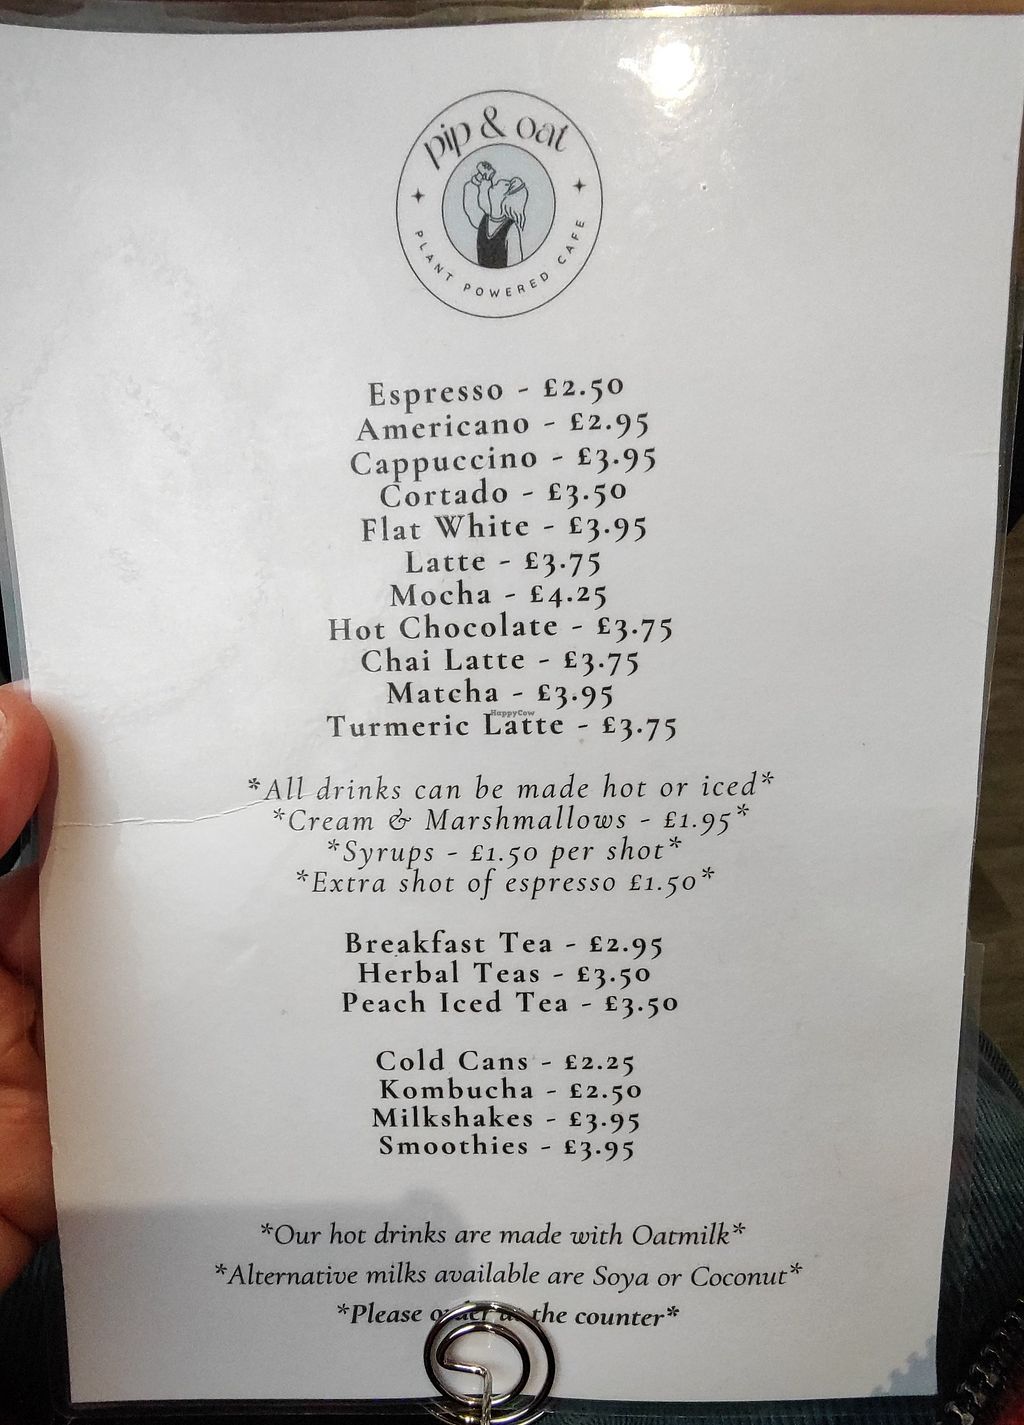 pip & oat
PLANT POWERED CAFE
Espresso - £2.50
Americano - £2.95
Cappuccino - £3.95
Cortado - £3.50
Flat White - £3.95
Latte - £3.75
Mocha - £4.25
Hot Chocolate - £3.75
Chai Latte - £3.75
Matcha - £3.95
HappyCow
Turmeric Latte - £3.75
*All drinks can be made hot or iced*
*Cream & Marshmallows - £1.95*
*Syrups - £1.50 per shot*
*Extra shot of espresso £1.50*
Breakfast Tea - £2.95
Herbal Teas - £3.50
Peach Iced Tea - £3.50
Cold Cans - £2.25
Kombucha - £2.50
Milkshakes - £3.95
Smoothies - £3.95
*Our hot drinks are made with Oatmilk*
*Alternative milks available are Soya or Coconut*
*Please order at the counter*